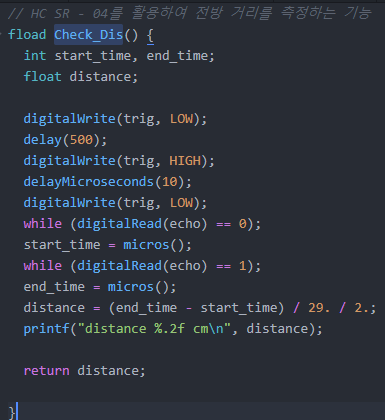 // HC SR - 04를 활용하여 전방 거리를 측정하는 기능
fload Check_Dis() {
int start_time, end_time;
float distance;
digitalWrite(trig, LOW);
delay(500);
digitalWrite(trig, HIGH);
delayMicroseconds(10);
digitalWrite(trig, LOW);
while (digitalRead(echo) == 0);
start_time = micros();
while (digitalRead(echo) == 1);
end_time = micros();
distance = (end_time - start_time) / 29. / 2.;
printf("distance %.2f cm\n", distance);
return distance;
}